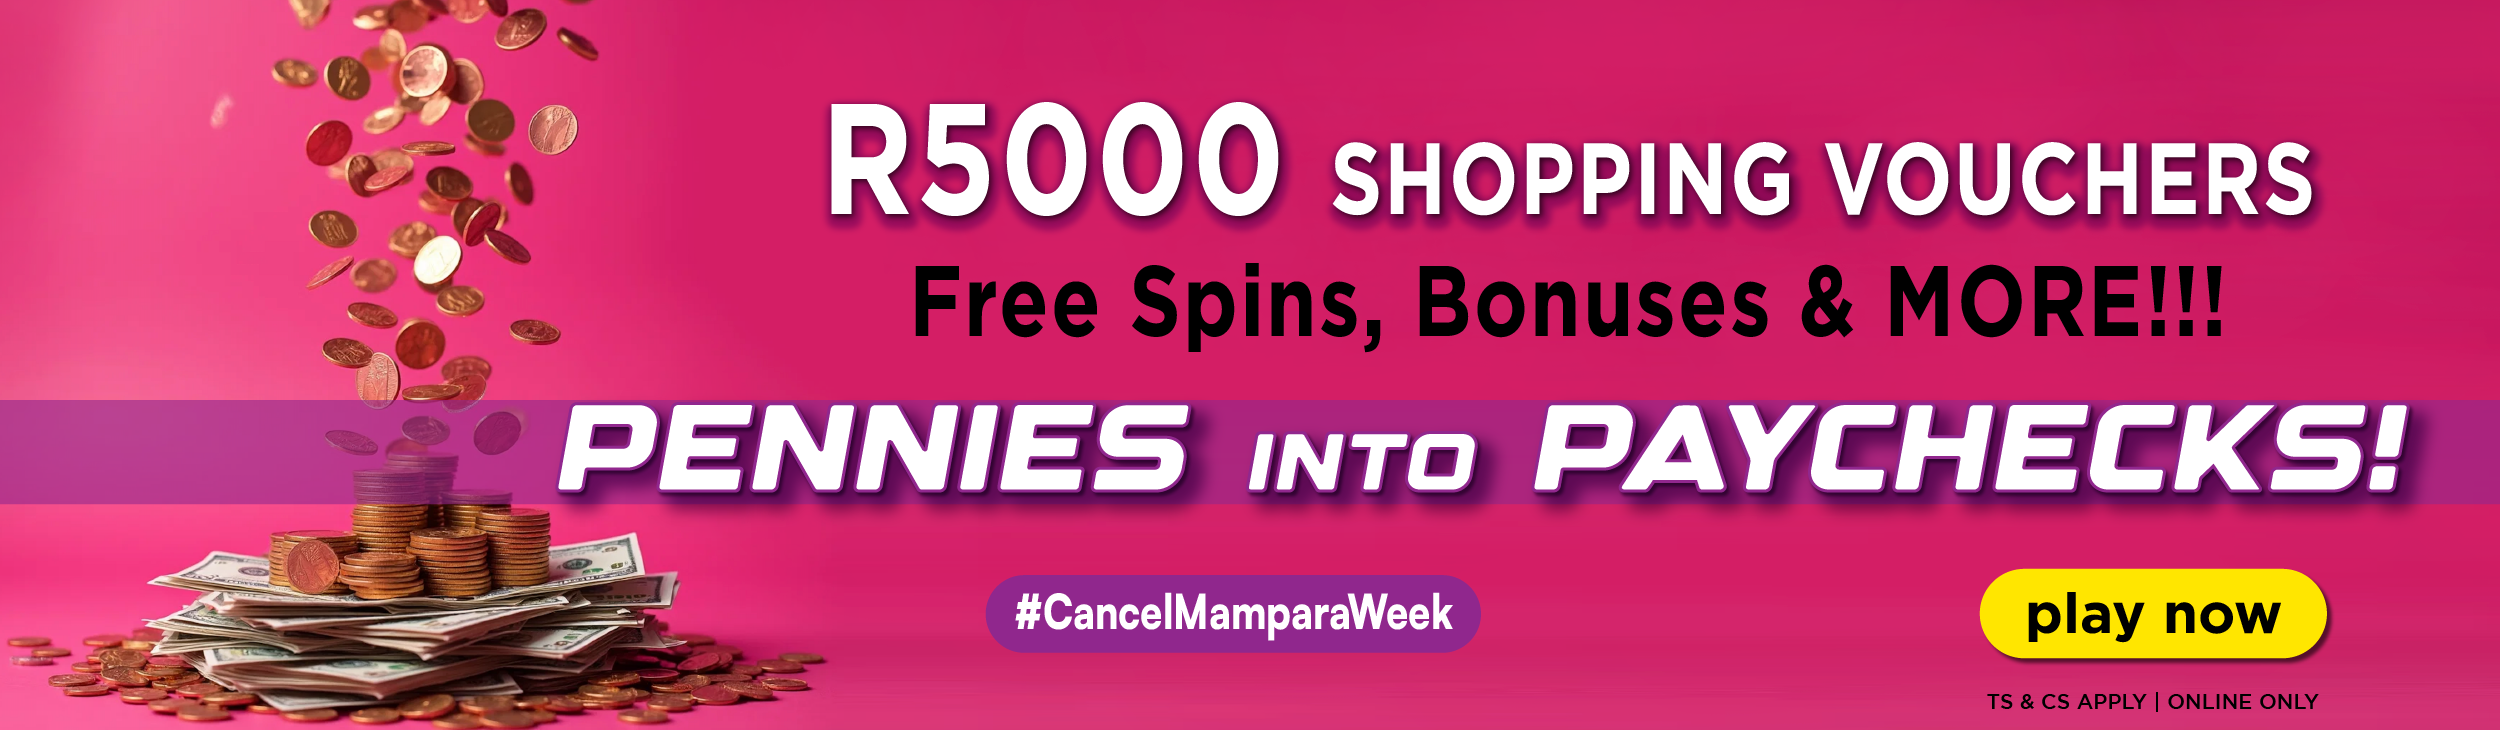 R5000 SHOPPING VOUCHERS
Free Spins, Bonuses & MORE!!!
PENNIES INTO PAYCHECKS!
#CancelMamparaWeek
play now
TS & CS APPLY | ONLINE ONLY